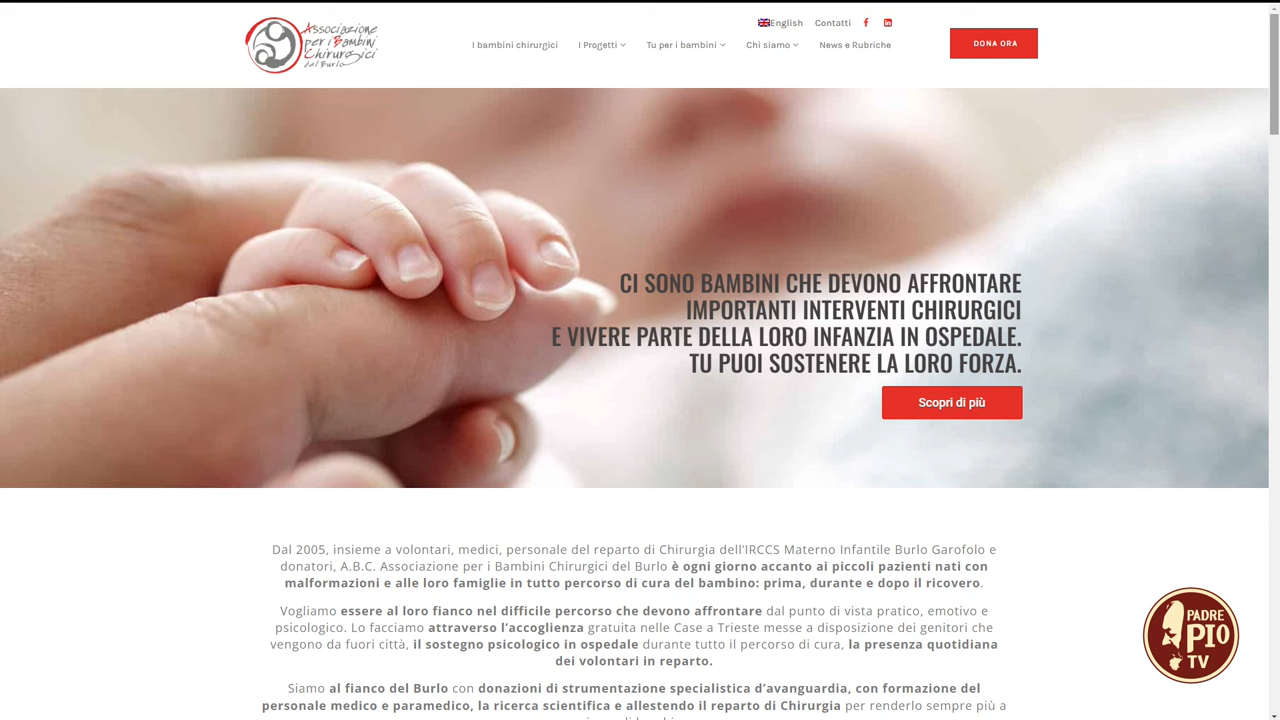 Associazione
per i Bambini
Chirurgici
del Burlo
English
Contatti
I bambini chirurgici
I Progetti
Tu per i bambini
Chi siamo
News e Rubriche
DONA ORA
CI SONO BAMBINI CHE DEVONO AFFRONTARE
IMPORTANTI INTERVENTI CHIRURGICI
E VIVERE PARTE DELLA LORO INFANZIA IN OSPEDALE.
TU PUOI SOSTENERE LA LORO FORZA.
Scopri di più
Dal 2005, insieme a volontari, medici, personale del reparto di Chirurgia dell'IRCCS Materno Infantile Burlo Garofolo e
donatori, A.B.C. Associazione per i Bambini Chirurgici del Burlo è ogni giorno accanto ai piccoli pazienti nati con
malformazioni e alle loro famiglie in tutto percorso di cura del bambino: prima, durante e dopo il ricovero.
Vogliamo essere al loro fianco nel difficile percorso che devono affrontare dal punto di vista pratico, emotivo e
psicologico. Lo facciamo attraverso l'accoglienza gratuita nelle Case a Trieste messe a disposizione dei genitori che
vengono da fuori città, il sostegno psicologico in ospedale durante tutto il percorso di cura, la presenza quotidiana
dei volontari in reparto.
Siamo al fianco del Burlo con donazioni di strumentazione specialistica d'avanguardia, con formazione del
personale medico e paramedico, la ricerca scientifica e allestendo il reparto di Chirurgia per renderlo sempre più a
PADRE
PIO
TV